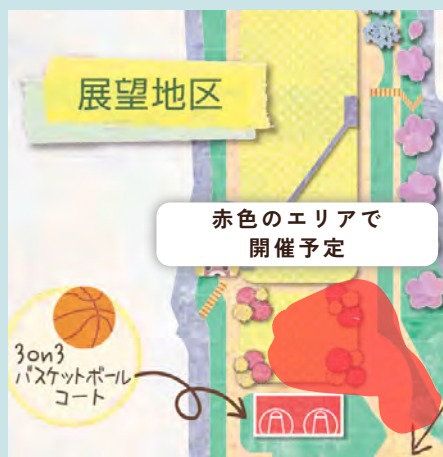 展望地区
赤色のエリアで
開催予定
3on3
バスケットボール
コート